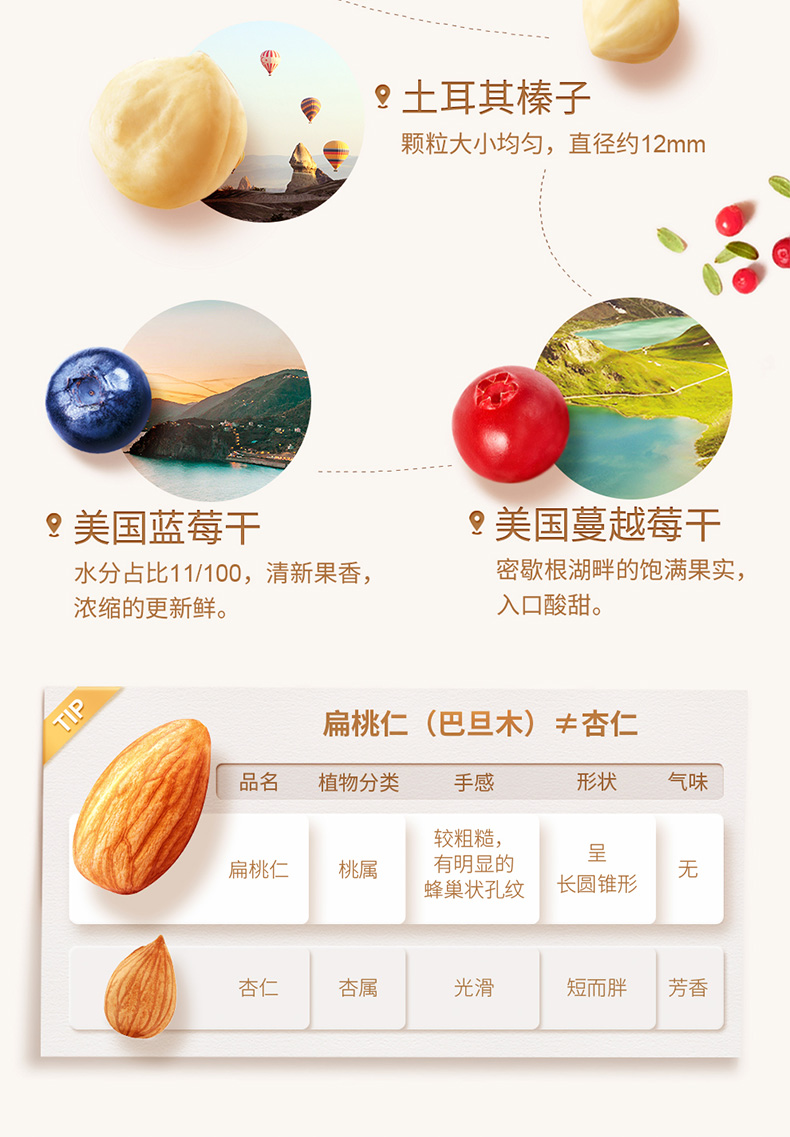 土耳其榛子
颗粒大小均匀，直径约12mm
美国蓝莓干
水分占比11/100，清新果香，
浓缩的更新鲜。
美国蔓越莓干
密歇根湖畔的饱满果实，
入口酸甜。
TIP
扁桃仁（巴旦木）≠杏仁
品名 植物分类 手感 形状 气味
扁桃仁 桃属 较粗糙，
有明显的
蜂巢状孔纹 呈
长圆锥形 无
杏仁 杏属 光滑 短而胖 芳香